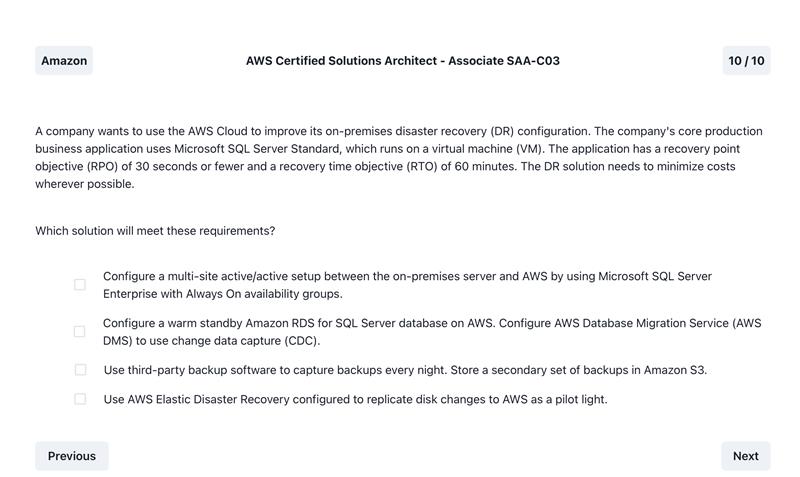 Amazon
AWS Certified Solutions Architect - Associate SAA-C03
10 / 10
A company wants to use the AWS Cloud to improve its on-premises disaster recovery (DR) configuration. The company's core production
business application uses Microsoft SQL Server Standard, which runs on a virtual machine (VM). The application has a recovery point
objective (RPO) of 30 seconds or fewer and a recovery time objective (RTO) of 60 minutes. The DR solution needs to minimize costs
wherever possible.
Which solution will meet these requirements?
Configure a multi-site active/active setup between the on-premises server and AWS by using Microsoft SQL Server
Enterprise with Always On availability groups.
Configure a warm standby Amazon RDS for SQL Server database on AWS. Configure AWS Database Migration Service (AWS
DMS) to use change data capture (CDC).
Use third-party backup software to capture backups every night. Store a secondary set of backups in Amazon S3.
Use AWS Elastic Disaster Recovery configured to replicate disk changes to AWS as a pilot light.
Previous
Next